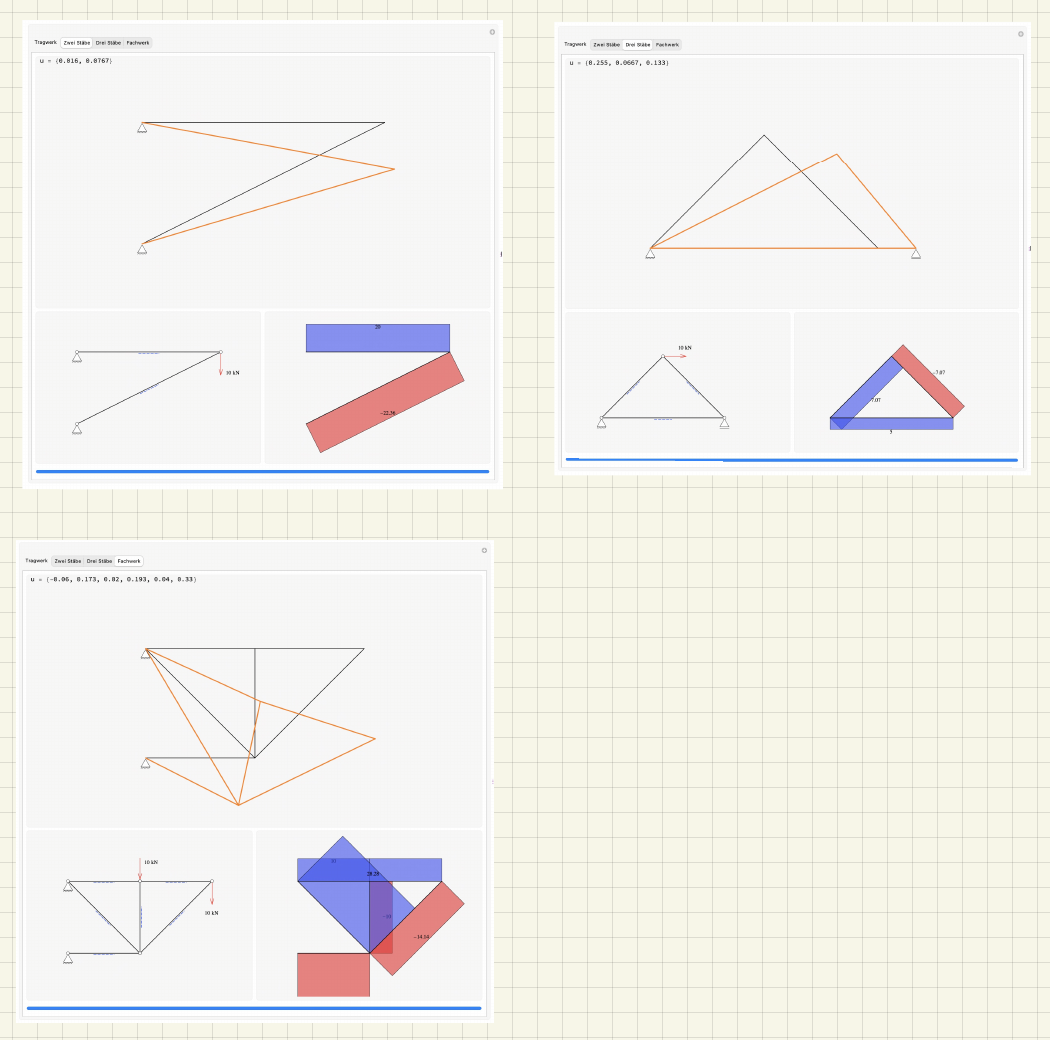 Tragwerk Zwei Stäbe Drei Stäbe Fachwerk
u = {0.016, 0.0767}
10 kN
20
−22.36
Tragwerk Zwei Stäbe Drei Stäbe Fachwerk
u = {0.255, 0.0667, 0.133}
10 kN
−7.07
7.07
5
Tragwerk Zwei Stäbe Drei Stäbe Fachwerk
u = {-0.06, 0.173, 0.02, 0.193, 0.04, 0.33}
10 kN
10 kN
28.28
−10
−14.14